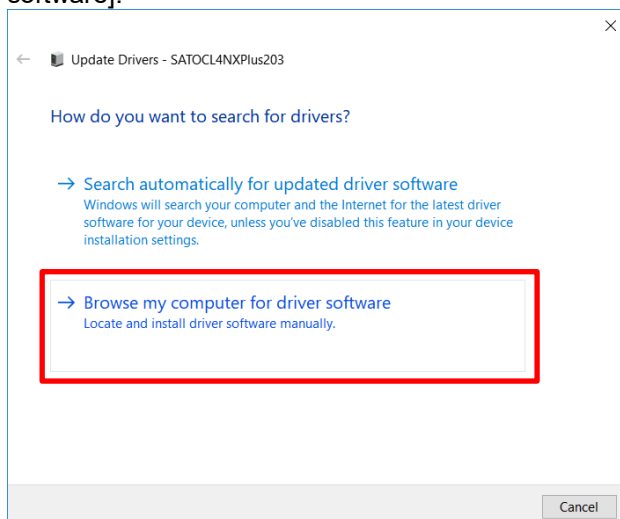 software].
Update Drivers - SATOCL4NXPlus203
How do you want to search for drivers?
→ Search automatically for updated driver software
Windows will search your computer and the Internet for the latest driver
software for your device, unless you've disabled this feature in your device
installation settings.
→ Browse my computer for driver software
Locate and install driver software manually.
Cancel